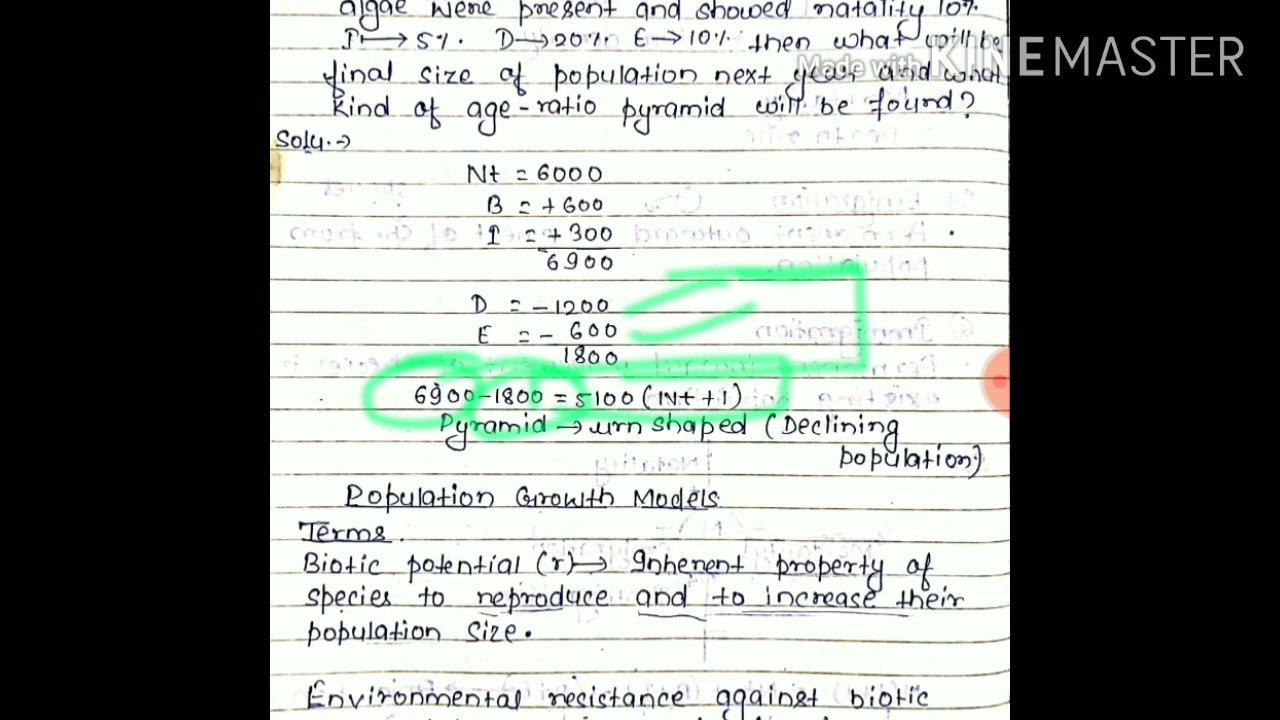 algae were present and showed natality 10%.
I → 5%. D → 20% E → 10% then what will be
final size of population next year and what
kind of age-ratio pyramid will be found?
Solu. →
Nt = 6000
B = +600
I = + 300
6900
D = -1200
E = - 600
1800
6900-1800 = 5100 (Nt+1)
Pyramid → urn shaped (Declining
population)
Population Growth Models
Terms.
Biotic potential (r) → Inherent property of
species to reproduce and to increase their
population size.
Environmental resistance against biotic
Made with KINEMASTER